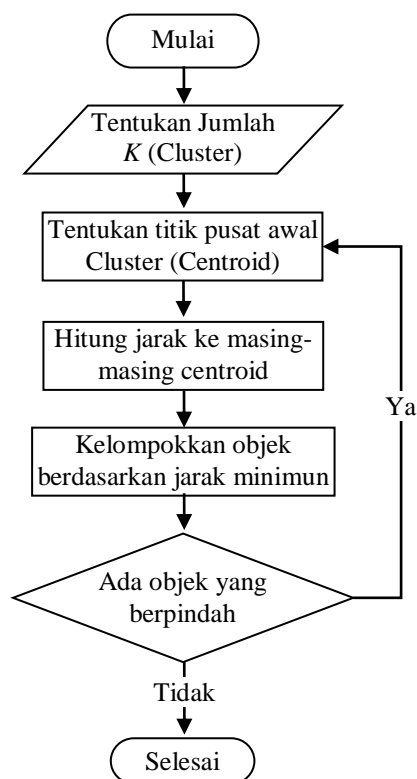 Mulai
Tentukan Jumlah
K (Cluster)
Tentukan titik pusat awal
Cluster (Centroid)
Hitung jarak ke masing-
masing centroid
Ya
Kelompokkan objek
berdasarkan jarak minimun
Ada objek yang
berpindah
Tidak
Selesai